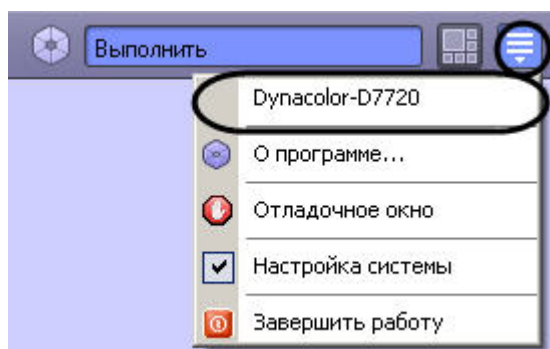 Выполнить
Dynacolor-D7720
О программе...
Отладочное окно
Настройка системы
Завершить работу